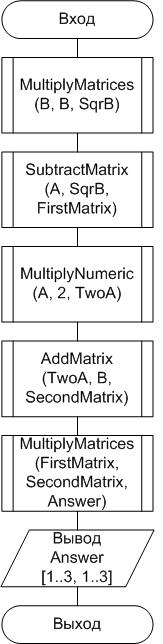 Вход
MultiplyMatrices
(B, B, SqrB)
SubtractMatrix
(A, SqrB,
FirstMatrix)
MultiplyNumeric
(A, 2, TwoA)
AddMatrix
(TwoA, B,
SecondMatrix)
MultiplyMatrices
(FirstMatrix,
SecondMatrix,
Answer)
Вывод
Answer
[1..3, 1..3]
Выход